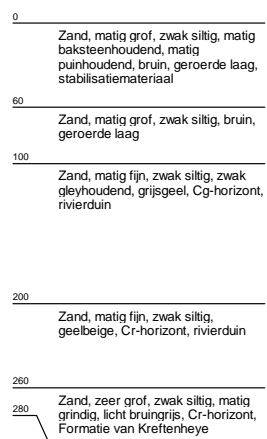 0
Zand, matig grof, zwak siltig, matig
baksteenhoudend, matig
puinhoudend, bruin, geroerde laag,
stabilisatiemateriaal
60
Zand, matig grof, zwak siltig, bruin,
geroerde laag
100
Zand, matig fijn, zwak siltig, zwak
gleyhoudend, grijsgeel, Cg-horizont,
rivierduin
200
Zand, matig fijn, zwak siltig,
geelbeige, Cr-horizont, rivierduin
260
Zand, zeer grof, zwak siltig, matig
grindig, licht bruingrijs, Cr-horizont,
Formatie van Kreftenheye
280